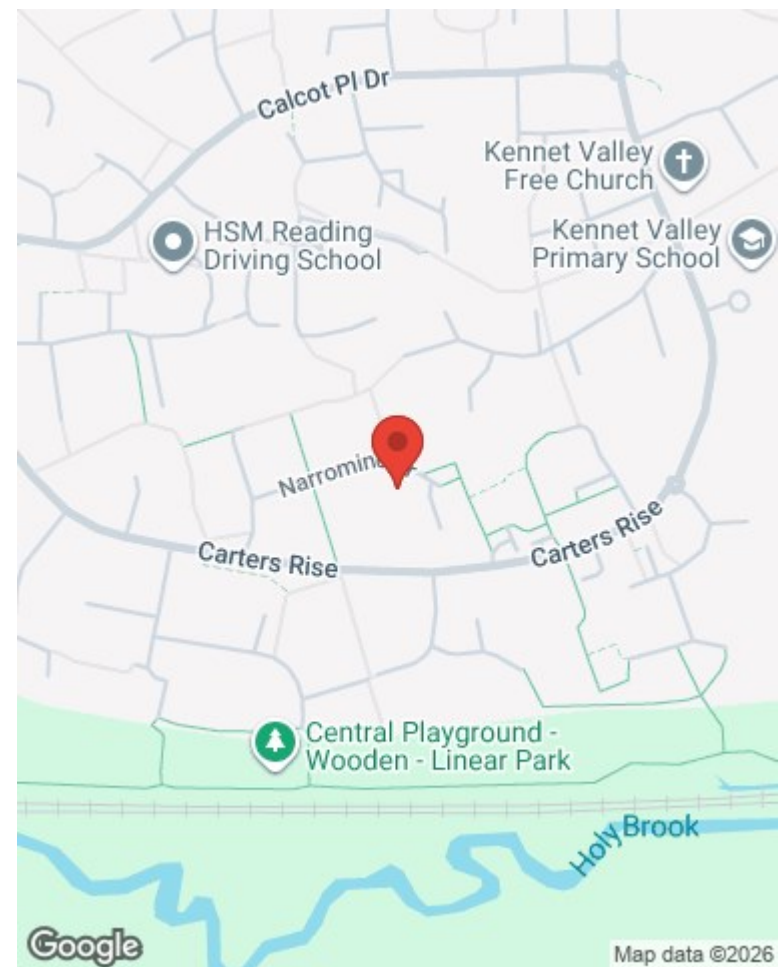 Calcot Pl Dr
Kennet Valley
Free Church
HSM Reading
Driving School
Kennet Valley
Primary School
Carters Rise
Carters Rise
Central Playground -
Wooden - Linear Park
Holy Brook
Google
Map data ©2026